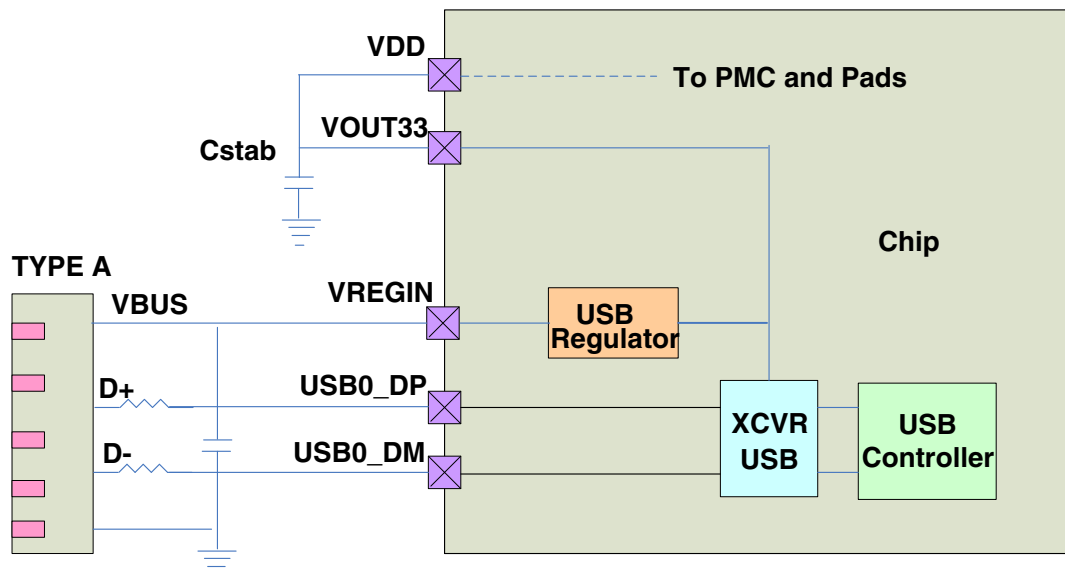 VDD
To PMC and Pads
VOUT33
Cstab
Chip
TYPE A
VBUS
VREGIN
USB
Regulator
D+
USB0_DP
XCVR
USB
USB
Controller
D-
USB0_DM